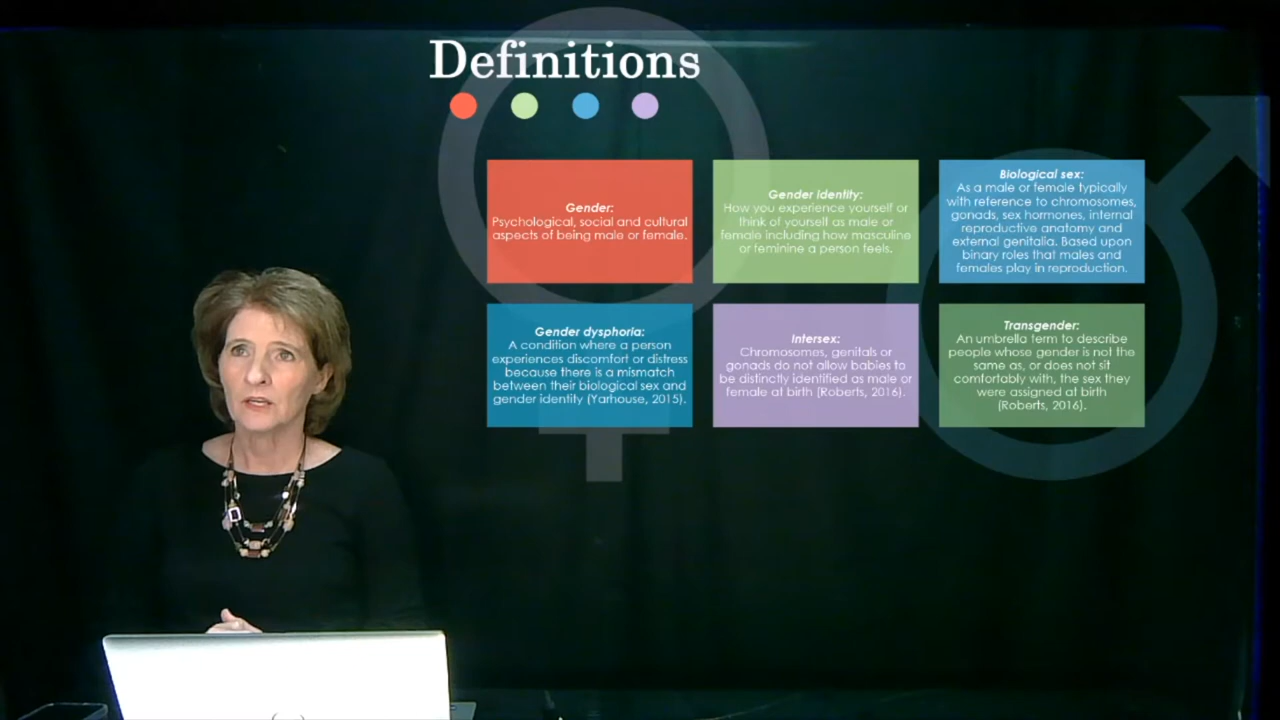 Definitions
Gender:
Psychological, social and cultural
aspects of being male or female.
Gender identity:
How you experience yourself or
think of yourself as male or
female including how masculine
or feminine a person feels.
Biological sex:
As a male or female typically
with reference to chromosomes,
gonads, sex hormones, internal
reproductive anatomy and
external genitalia. Based upon
binary roles that males and
females play in reproduction.
Gender dysphoria:
A condition where a person
experiences discomfort or distress
because there is a mismatch
between their biological sex and
gender identity (Yarhouse, 2015).
Intersex:
Chromosomes, genitals or
gonads do not allow babies to
be distinctly identified as male or
female at birth (Roberts, 2016).
Transgender:
An umbrella term to describe
people whose gender is not the
same as, or does not sit
comfortably with, the sex they
were assigned at birth
(Roberts, 2016).